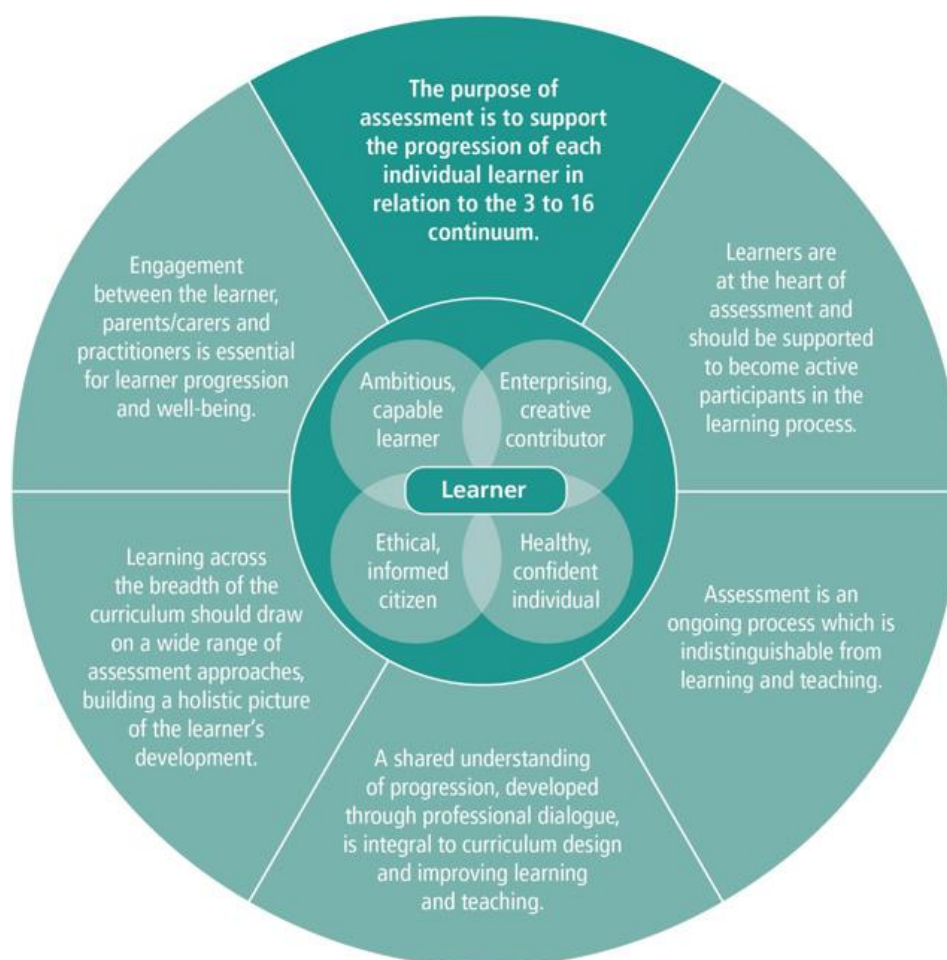 The purpose of
assessment is to support
the progression of each
individual learner in
relation to the 3 to 16
continuum.
Learners are
at the heart of
assessment and
should be supported
to become active
participants in the
learning process.
Assessment is an
ongoing process which is
indistinguishable from
learning and teaching.
A shared understanding
of progression, developed
through professional dialogue,
is integral to curriculum design
and improving learning
and teaching.
Learning across
the breadth of the
curriculum should draw
on a wide range of
assessment approaches,
building a holistic picture
of the learner's
development.
Engagement
between the learner,
parents/carers and
practitioners is essential
for learner progression
and well-being.
Ambitious,
capable
learner
Enterprising,
creative
contributor
Learner
Ethical,
informed
citizen
Healthy,
confident
individual